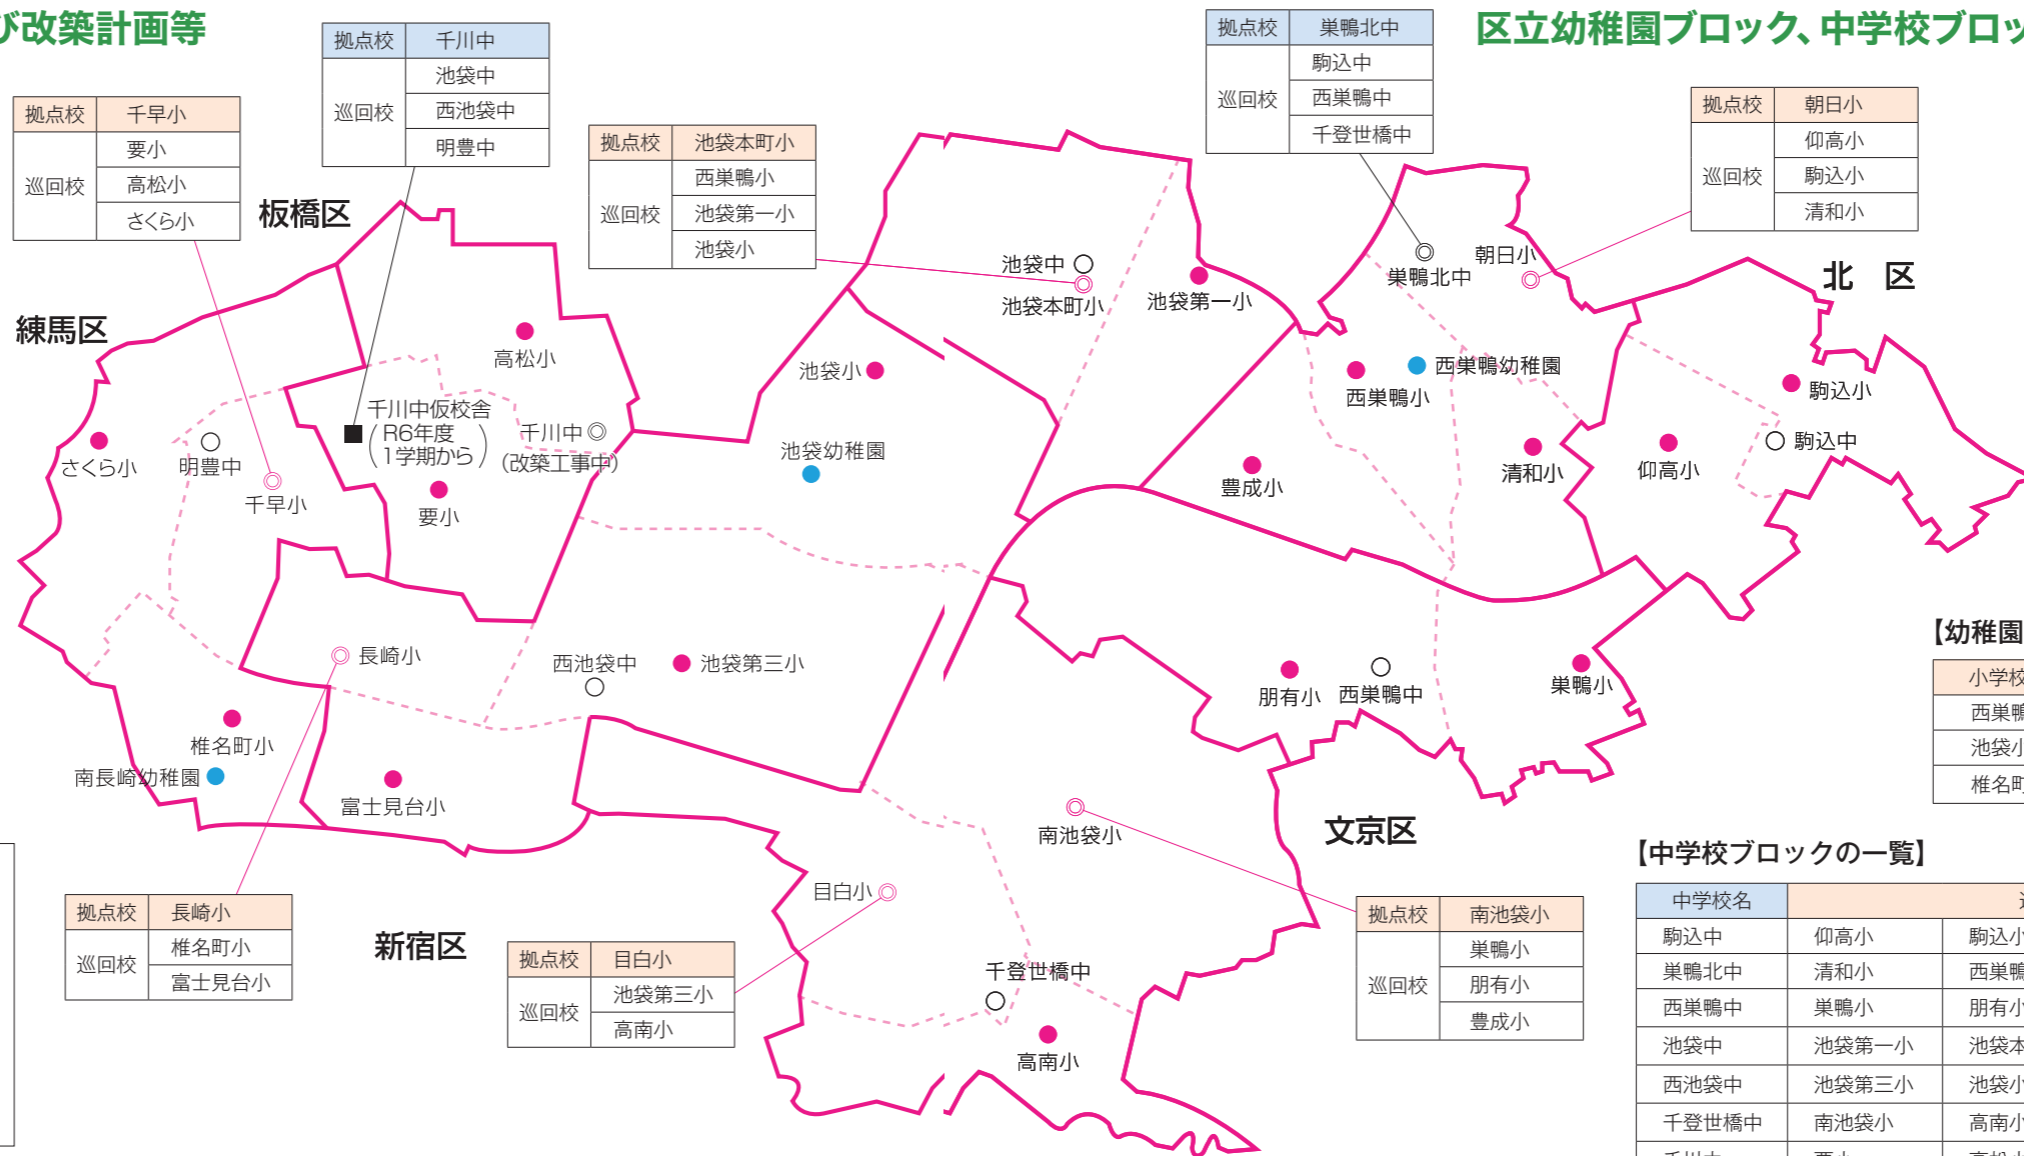 び改築計画等
区立幼稚園ブロック、中学校ブロッ
拠点校 千川中
巡回校 池袋中
西池袋中
明豊中
拠点校 巣鴨北中
巡回校 駒込中
西巣鴨中
千登世橋中
拠点校 千早小
巡回校 要小
高松小
さくら小
拠点校 池袋本町小
巡回校 西巣鴨小
池袋第一小
池袋小
拠点校 朝日小
巡回校 仰高小
駒込小
清和小
板橋区
練馬区
北 区
池袋中
池袋本町小
池袋第一小
巣鴨北中
朝日小
高松小
池袋小
西巣鴨幼稚園
西巣鴨小
駒込小
千川中仮校舎
(R6年度
1学期から)
千川中
(改築工事中)
さくら小
明豊中
千早小
要小
池袋幼稚園
豊成小
清和小
仰高小
駒込中
長崎小
西池袋中
池袋第三小
朋有小
西巣鴨中
巣鴨小
椎名町小
南長崎幼稚園
富士見台小
南池袋小
文京区
目白小
新宿区
千登世橋中
高南小
拠点校 長崎小
巡回校 椎名町小
富士見台小
拠点校 目白小
巡回校 池袋第三小
高南小
拠点校 南池袋小
巡回校 巣鴨小
朋有小
豊成小
【幼稚園
小学校
西巣鴨
池袋小
椎名町
【中学校ブロックの一覧】
中学校名
駒込中 仰高小 駒込小
巣鴨北中 清和小 西巣鴨
西巣鴨中 巣鴨小 朋有小
池袋中 池袋第一小 池袋本
西池袋中 池袋第三小 池袋小
千登世橋中 南池袋小 高南小
千川中 要小 高松小